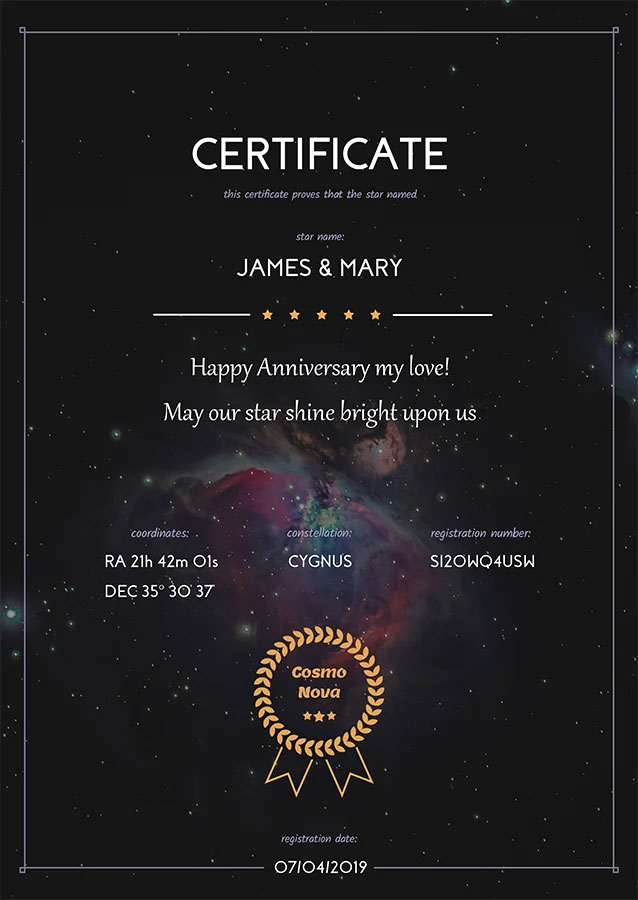 CERTIFICATE
this certificate proves that the star named
star name:
JAMES & MARY
Happy Anniversary my love!
May our star shine bright upon us
coordinates:
RA 21h 42m 01s
DEC 35° 30' 37"
constellation:
CYGNUS
registration number:
SI20WQ4USW
Cosmo
Nova
registration date:
07/04/2019